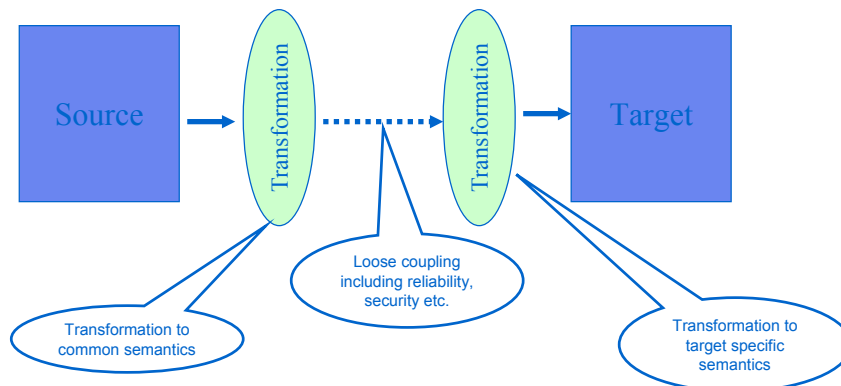 Source
Transformation
Transformation
Target
Loose coupling
including reliability,
security etc.
Transformation to
common semantics
Transformation to
target specific
semantics